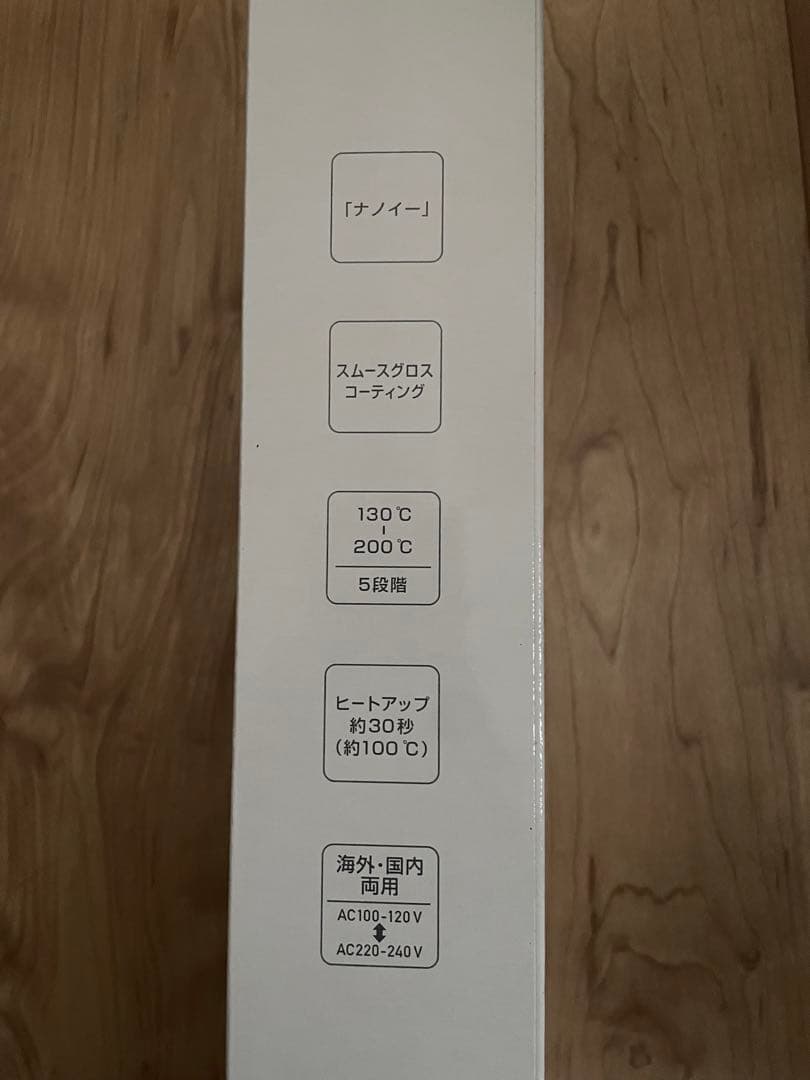 「ナノイー」
スムースグロス
コーティング
130℃
-
200℃
5段階
ヒートアップ
約30秒
(約100℃)
海外・国内
両用
AC100-120V
AC220-240V